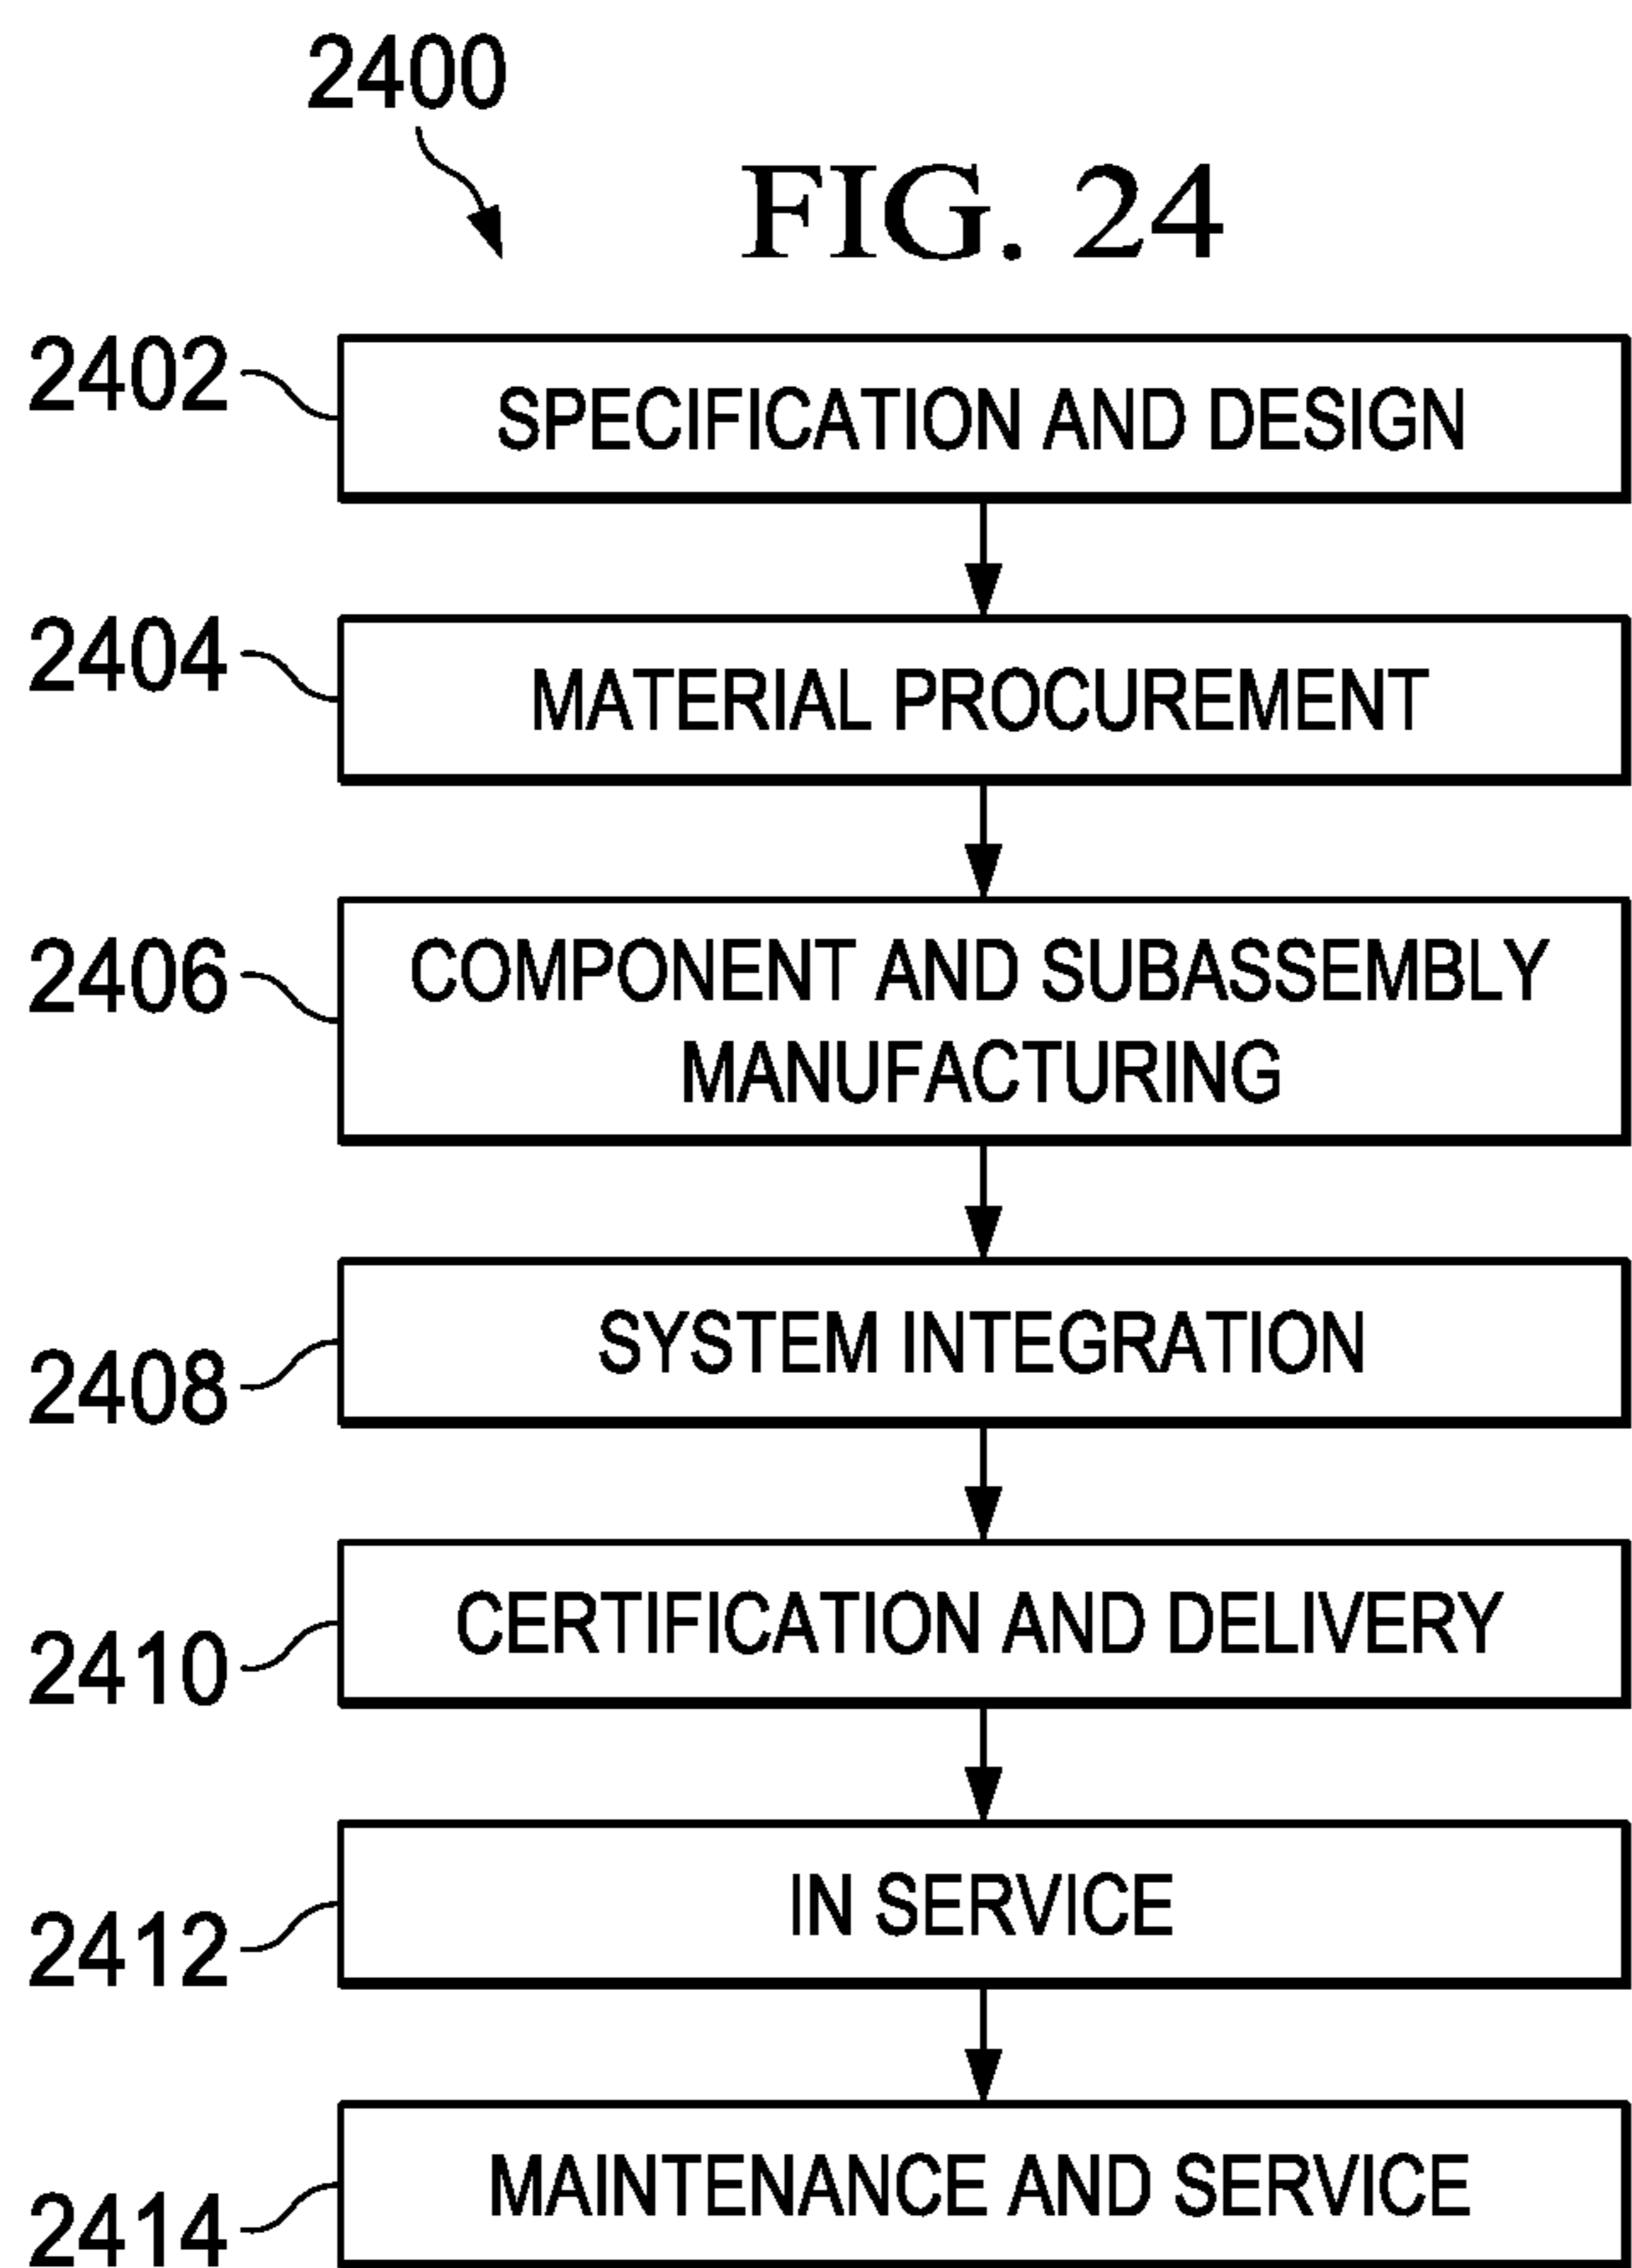 2400
FIG. 24
2402
SPECIFICATION AND DESIGN
2404
MATERIAL PROCUREMENT
2406
COMPONENT AND SUBASSEMBLY
MANUFACTURING
2408
SYSTEM INTEGRATION
2410
CERTIFICATION AND DELIVERY
2412
IN SERVICE
2414
MAINTENANCE AND SERVICE